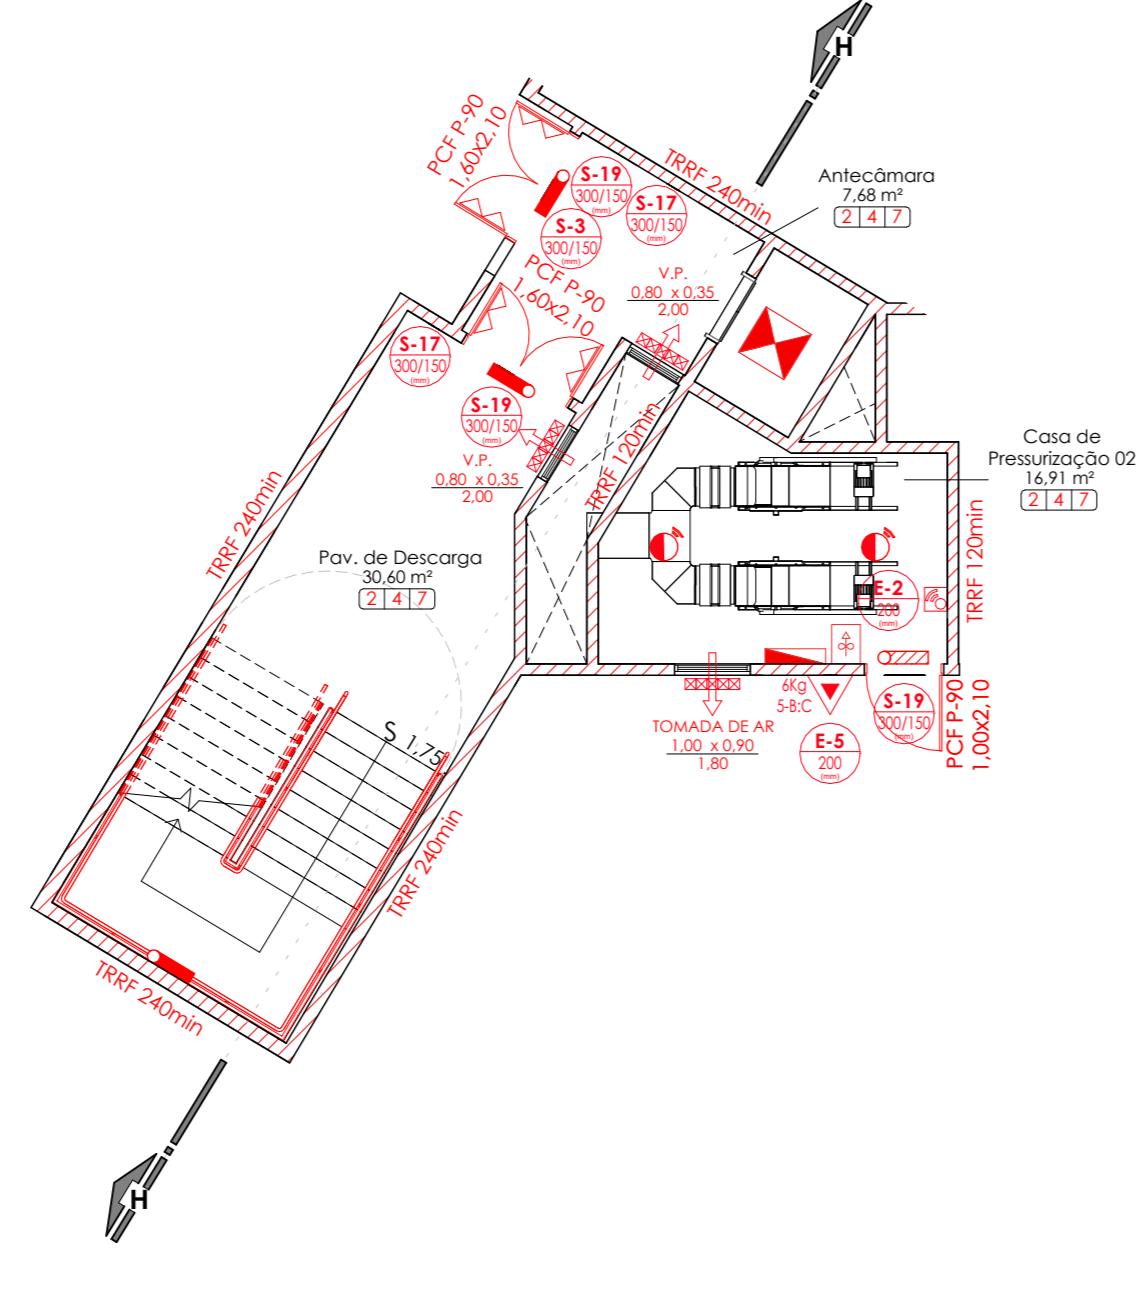 H
PCF P-90
1,60x2,10
TRRF 240min
Antecâmara
7,68 m²
2 4 7
S-19
300/150
(mm)
S-17
300/150
(mm)
S-3
300/150
(mm)
PCF P-90
1,60x2,10
V.P.
0,80 x 0,35
2,00
S-17
300/150
(mm)
S-19
300/150
(mm)
V.P.
0,80 x 0,35
2,00
TRRF 120min
Casa de
Pressurização 02
16,91 m²
2 4 7
TRRF 120min
TRRF 240min
Pav. de Descarga
30,60 m²
2 4 7
E-2
200
(mm)
6Kg
5-B:C
TOMADA DE AR
1,00 x 0,90
1,80
E-5
200
(mm)
S-19
300/150
(mm)
PCF P-90
1,00x2,10
S 1,75
TRRF 240min
TRRF 240min
H